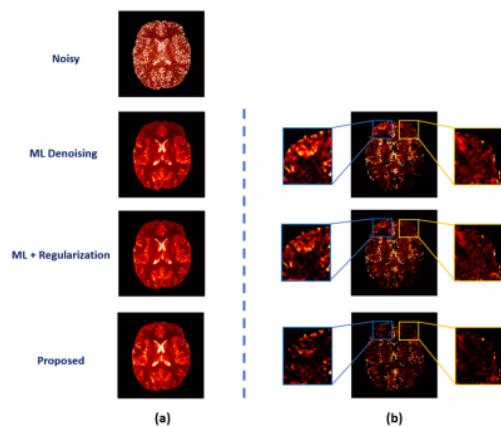 Noisy
ML Denoising
ML + Regularization
Proposed
(a)
(b)